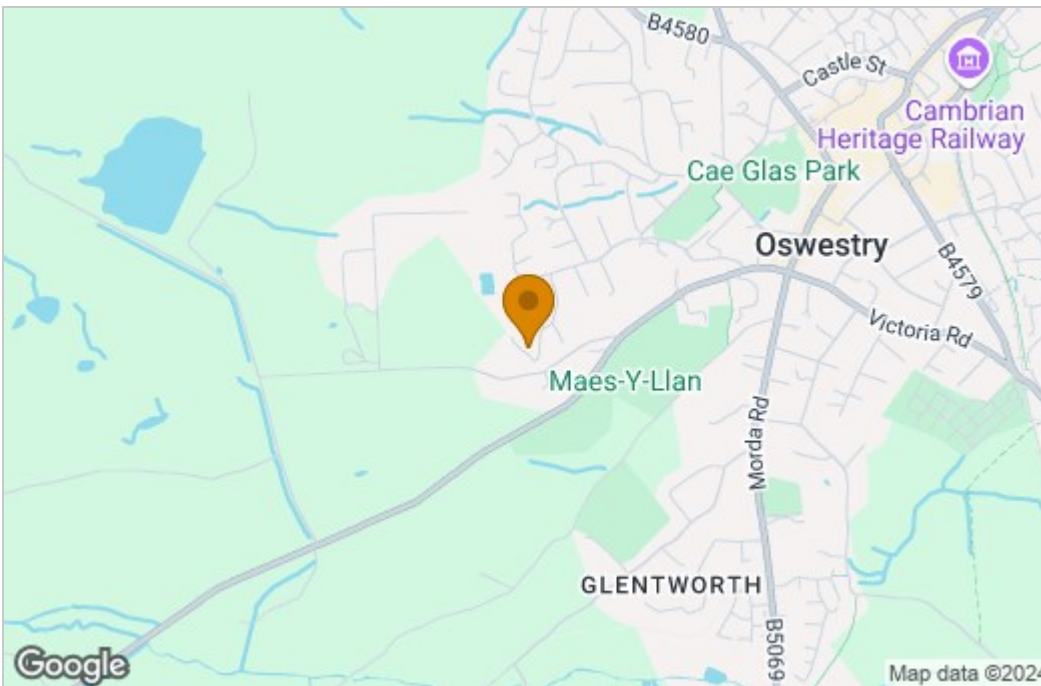 B4580
Castle St
Cambrian
Heritage Railway
Cae Glas Park
Oswestry
B4579
Victoria Rd
Maes-Y-Llan
Morda Rd
GLENTWORTH
B5069
Google
Map data ©2024